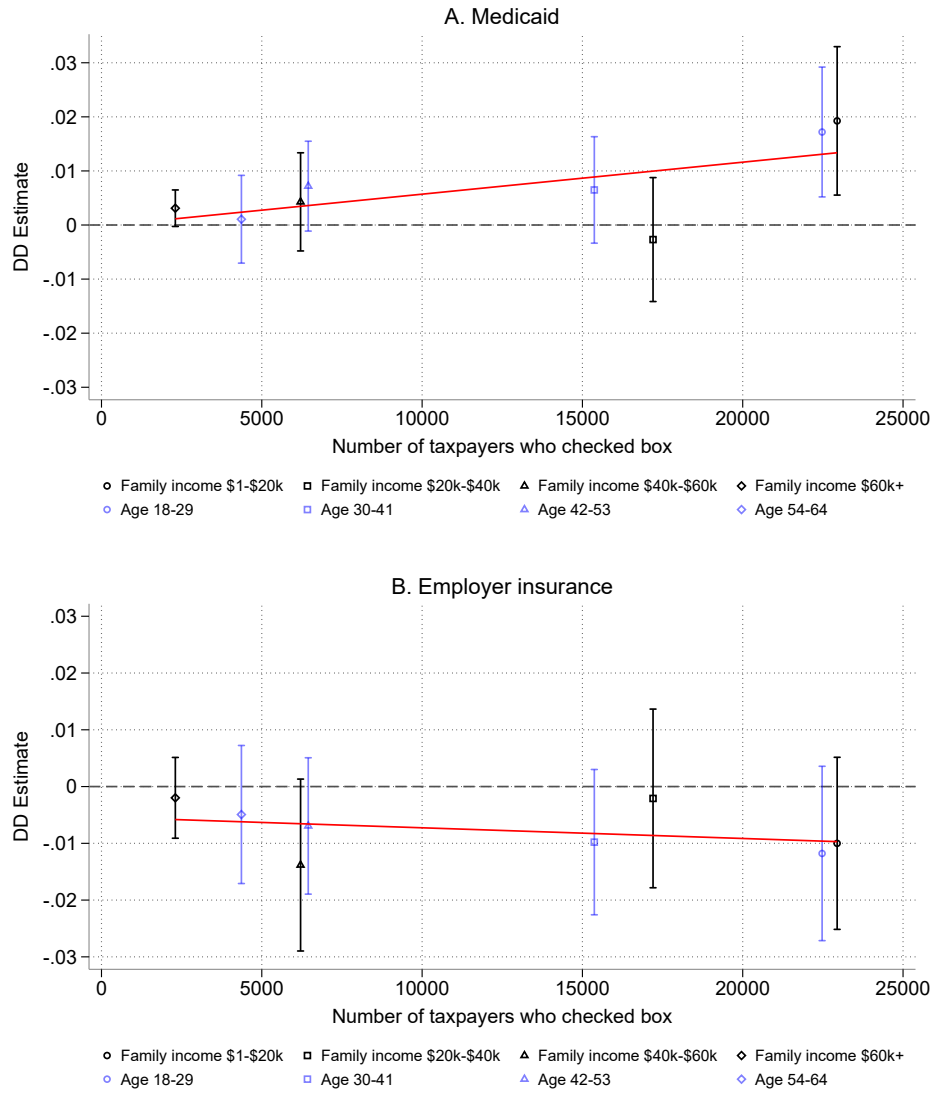 A. Medicaid
.03
.02
.01
0
-.01
-.02
-.03
DD Estimate
0 5000 10000 15000 20000 25000
Number of taxpayers who checked box
Family income $1-$20k Family income $20k-$40k Family income $40k-$60k Family income $60k+
Age 18-29 Age 30-41 Age 42-53 Age 54-64
B. Employer insurance
.03
.02
.01
0
-.01
-.02
-.03
DD Estimate
0 5000 10000 15000 20000 25000
Number of taxpayers who checked box
Family income $1-$20k Family income $20k-$40k Family income $40k-$60k Family income $60k+
Age 18-29 Age 30-41 Age 42-53 Age 54-64